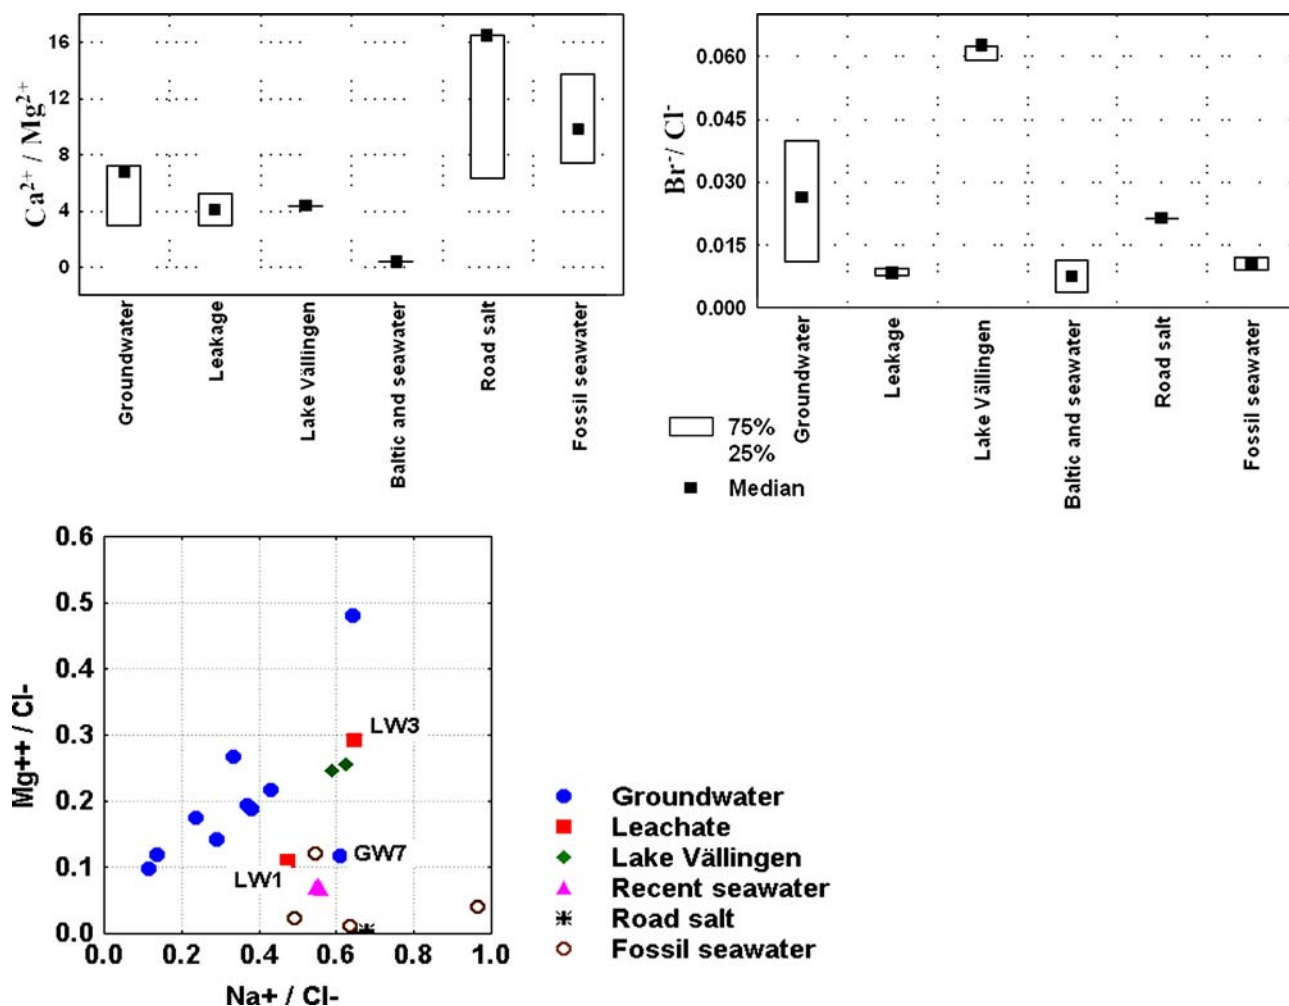 Ca2+ / Mg2+
16
12
8
4
0
Groundwater
Leakage
Lake Vällingen
Baltic and seawater
Road salt
Fossil seawater
Br-/ Cl-
0.060
0.045
0.030
0.015
0.000
Groundwater
Leakage
Lake Vällingen
Baltic and seawater
Road salt
Fossil seawater
75%
25%
Median
Mg++ / Cl-
0.6
0.5
0.4
0.3
0.2
0.1
0.0
LW3
GW7
LW1
0.0 0.2 0.4 0.6 0.8 1.0
Na+ / Cl-
Groundwater
Leachate
Lake Vällingen
Recent seawater
Road salt
Fossil seawater